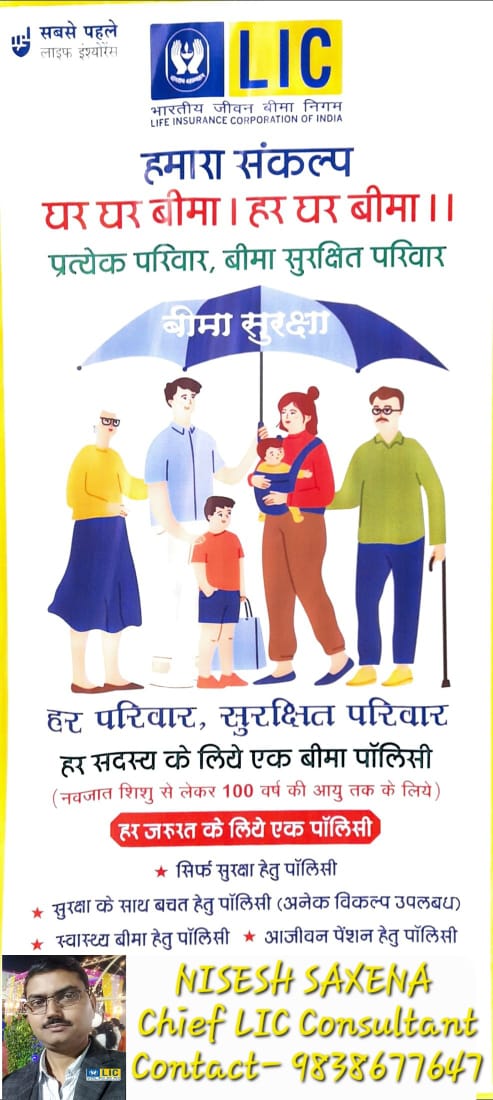 सबसे पहले
लाइफ इंश्योरेंस
LIC
भारतीय जीवन बीमा निगम
LIFE INSURANCE CORPORATION OF INDIA
हमारा संकल्प
घर घर बीमा। हर घर बीमा।।
प्रत्येक परिवार, बीमा सुरक्षित परिवार
बीमा सुरक्षा
हर परिवार, सुरक्षित परिवार
हर सदस्य के लिये एक बीमा पॉलिसी
(नवजात शिशु से लेकर 100 वर्ष की आयु तक के लिये)
हर जरुरत के लिये एक पॉलिसी
★ सिर्फ सुरक्षा हेतु पॉलिसी
★ सुरक्षा के साथ बचत हेतु पॉलिसी (अनेक विकल्प उपलबध)
★ स्वास्थ्य बीमा हेतु पॉलिसी ★ आजीवन पेंशन हेतु पॉलिसी
NISESH SAXENA
Chief LIC Consultant
Contact- 9838677647
LIC